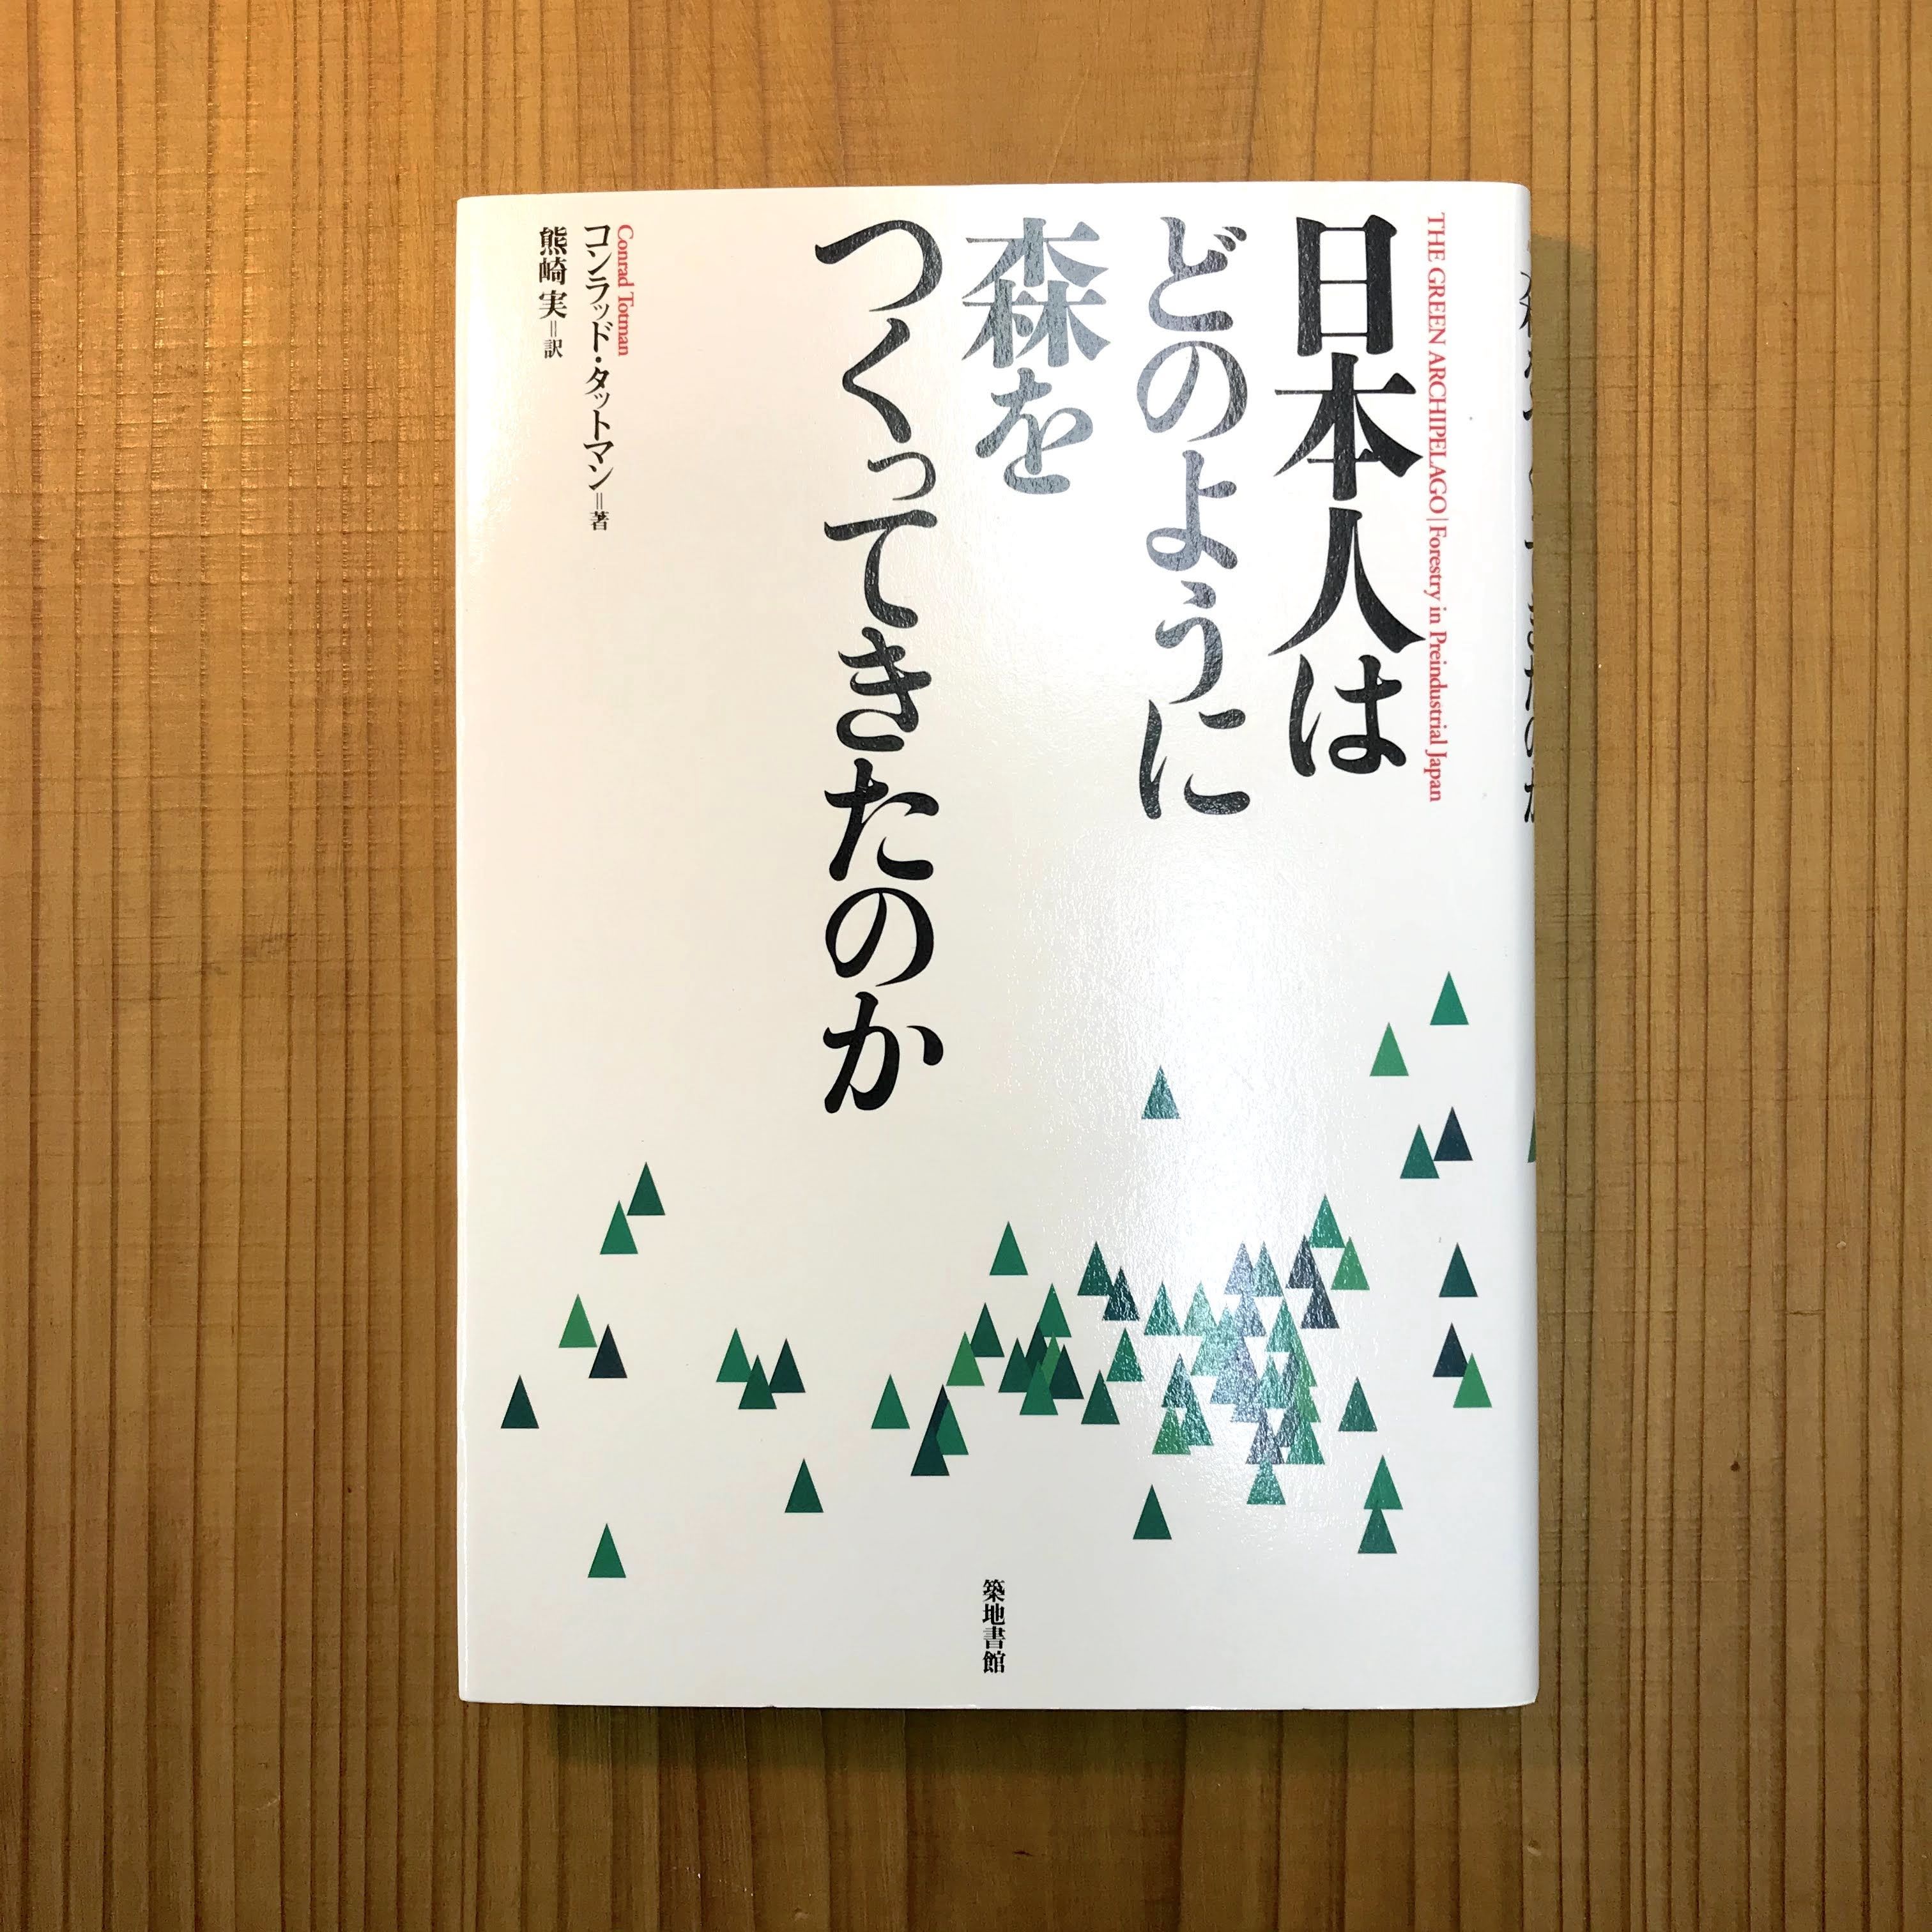 THE GREEN ARCHIPELAGO | Forestry in Preindustrial Japan
日本人は
どのように
森を
つくってきたのか
Conrad Totman
コンラッド・タットマン=著
熊崎 実=訳
築地書館